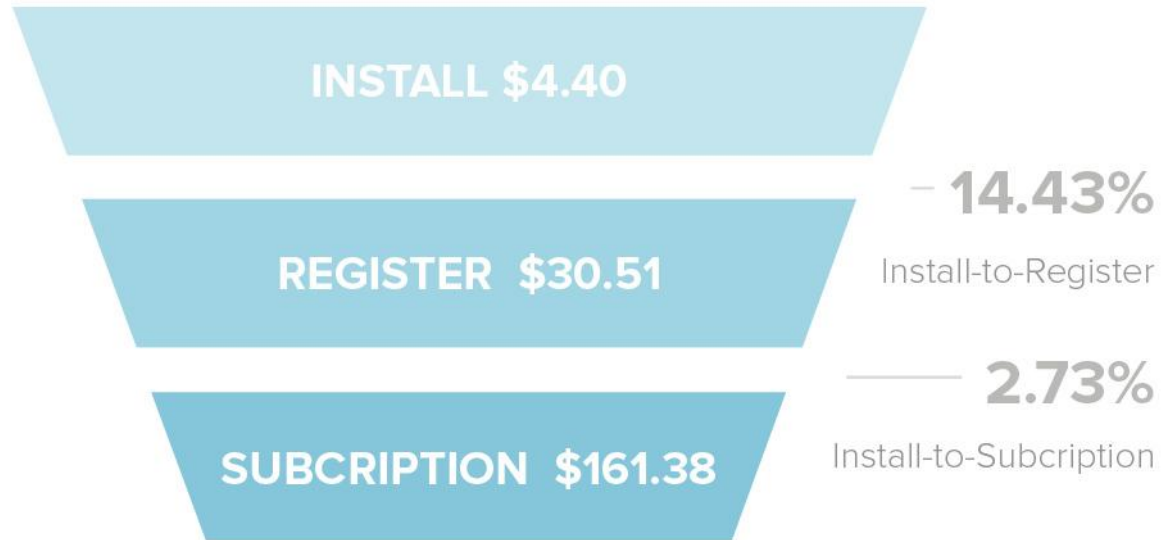 INSTALL $4.40
14.43%
Install-to-Register
REGISTER $30.51
2.73%
Install-to-Subcription
SUBCRIPTION $161.38